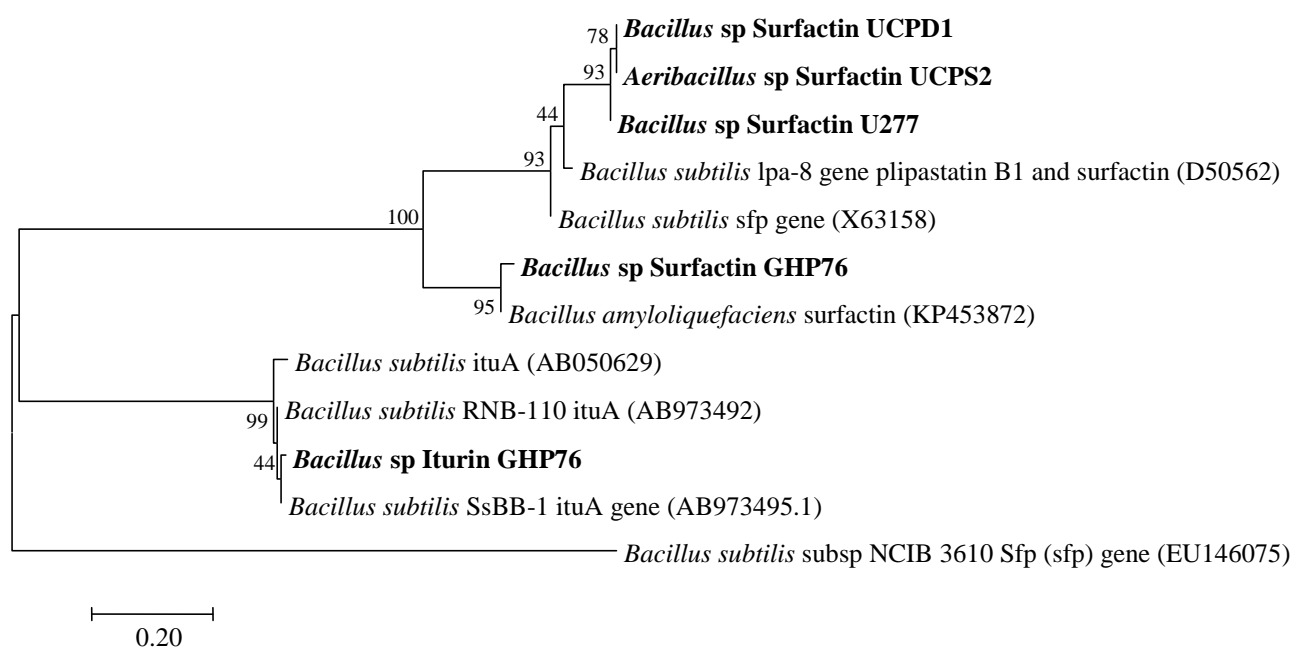 78
Bacillus sp Surfactin UCPD1
93
Aeribacillus sp Surfactin UCPS2
44
Bacillus sp Surfactin U277
93
Bacillus subtilis lpa-8 gene plipastatin B1 and surfactin (D50562)
100
Bacillus subtilis sfp gene (X63158)
Bacillus sp Surfactin GHP76
95
Bacillus amyloliquefaciens surfactin (KP453872)
Bacillus subtilis ituA (AB050629)
99
Bacillus subtilis RNB-110 ituA (AB973492)
44
Bacillus sp Iturin GHP76
Bacillus subtilis SsBB-1 ituA gene (AB973495.1)
Bacillus subtilis subsp NCIB 3610 Sfp (sfp) gene (EU146075)
0.20